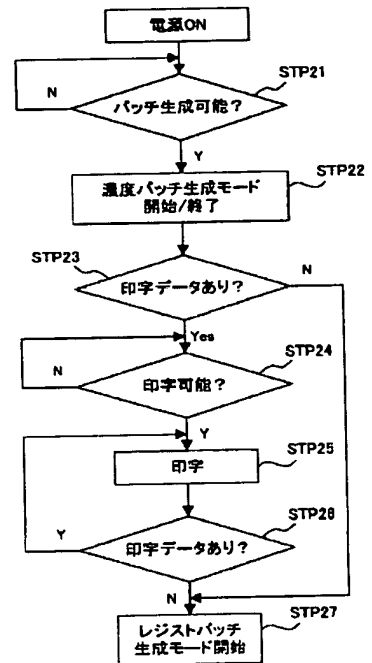 電源ON
STP21
N
パッチ生成可能？
Y
STP22
濃度パッチ生成モード
開始/終了
STP23
N
印字データあり？
Yes
STP24
N
印字可能？
Y
STP25
印字
STP26
Y
印字データあり？
N
STP27
レジストパッチ
生成モード開始